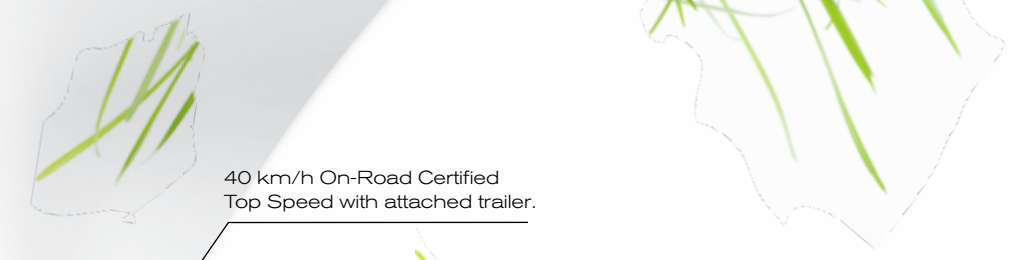 40 km/h On-Road Certified
Top Speed with attached trailer.